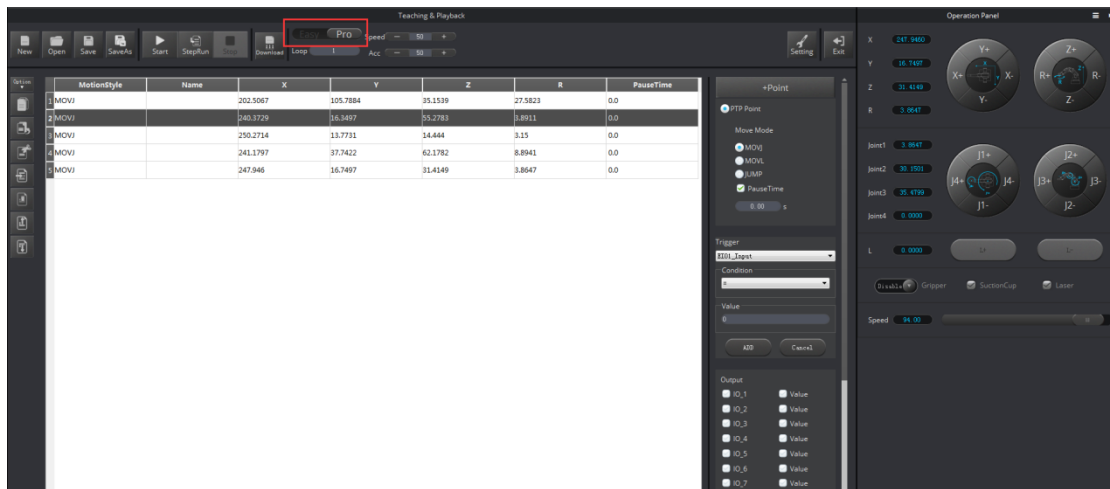 Teaching & Playback
Operation Panel
Easy Pro
Speed - 50 +
Loop 1
Acc - 50 +
New Open Save SaveAs Start StepRun Stop Download Setting Exit
Option
MotionStyle Name X Y Z R PauseTime
1 MOVJ 202.5067 105.7884 35.1539 27.5823 0.0
2 MOVJ 240.3729 16.3497 55.2783 3.8911 0.0
3 MOVJ 250.2714 13.7731 14.444 3.15 0.0
4 MOVJ 241.1797 37.7422 62.1782 8.8941 0.0
5 MOVJ 247.946 16.7497 31.4149 3.8647 0.0
+Point
PTP Point
Move Mode
MOVJ
MOVL
JUMP
PauseTime
0.00 s
Trigger
EIO1_Input
Condition
=
Value
0
ADD Cancel
Output
IO_1 Value
IO_2 Value
IO_3 Value
IO_4 Value
IO_5 Value
IO_6 Value
IO_7 Value
X 247.9460
Y 16.7497
Z 31.4149
R 3.8647
Y+
X+ X-
Y-
Z+
R+ R-
Z-
Joint1 3.8647
Joint2 30.1501
Joint3 35.4799
Joint4 0.0000
J1+
J4+ J4-
J1-
J2+
J3+ J3-
J2-
L 0.0000
Disable Gripper SuctionCup Laser
Speed 94.00